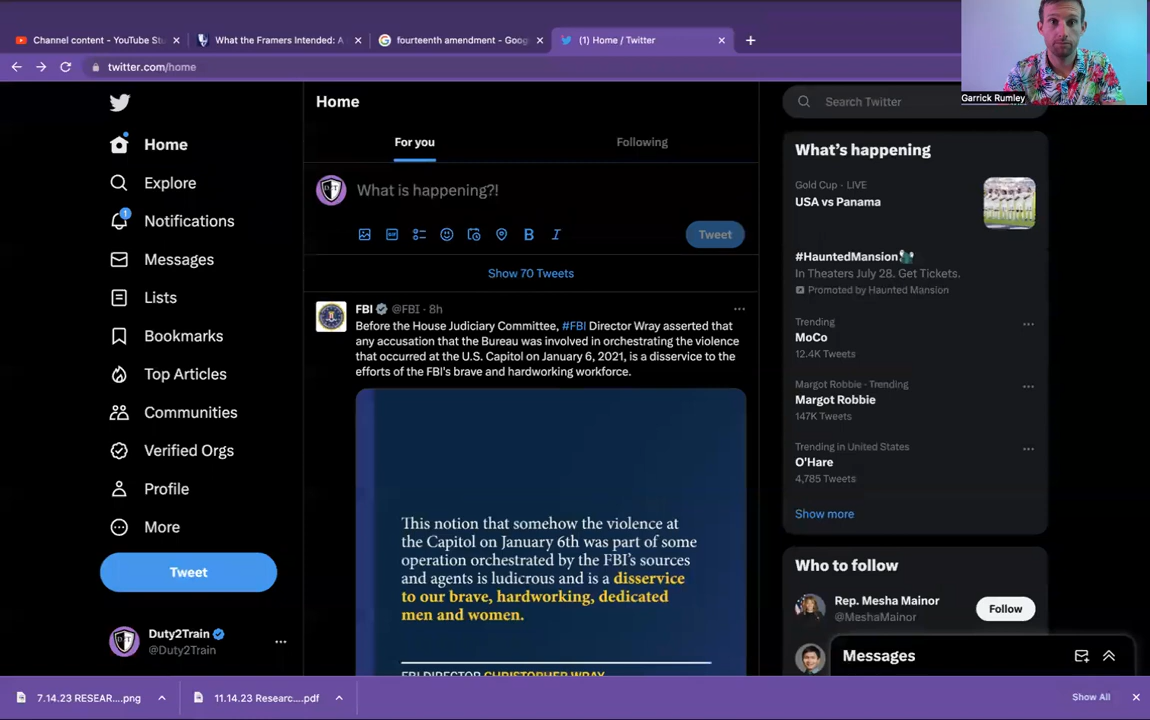 Channel content - YouTube Stu
What the Framers Intended: A
fourteenth amendment - Goog
(1) Home / Twitter
twitter.com/home
Garrick Rumley
Home
Explore
Notifications
1
Messages
Lists
Bookmarks
Top Articles
Communities
Verified Orgs
Profile
More
Tweet
Duty2Train
@Duty2Train
Home
For you
Following
What is happening?!
GIF
B
I
Tweet
Show 70 Tweets
FBI @FBI · 8h
Before the House Judiciary Committee, #FBI Director Wray asserted that
any accusation that the Bureau was involved in orchestrating the violence
that occurred at the U.S. Capitol on January 6, 2021, is a disservice to the
efforts of the FBI's brave and hardworking workforce.
This notion that somehow the violence at
the Capitol on January 6th was part of some
operation orchestrated by the FBI's sources
and agents is ludicrous and is a disservice
to our brave, hardworking, dedicated
men and women.
FBI DIRECTOR CHRISTOPHER WRAY
Search Twitter
What's happening
Gold Cup · LIVE
USA vs Panama
#HauntedMansion
In Theaters July 28. Get Tickets.
Promoted by Haunted Mansion
Trending
MoCo
12.4K Tweets
Margot Robbie · Trending
Margot Robbie
147K Tweets
Trending in United States
O'Hare
4,785 Tweets
Show more
Who to follow
Rep. Mesha Mainor
@MeshaMainor
Follow
Messages
7.14.23 RESEAR....png
11.14.23 Researc....pdf
Show All